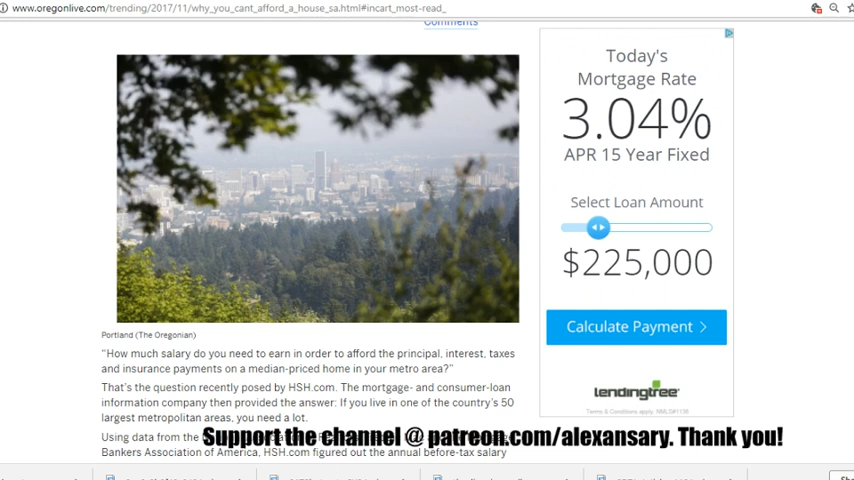 www.oregonlive.com/trending/2017/11/why_you_cant_afford_a_house_sa.html#incart_most-read_
Comments
Today's
Mortgage Rate
3.04%
APR 15 Year Fixed
Select Loan Amount
$225,000
Calculate Payment
lendingtree
Terms & Conditions apply. NMLS#1136
Portland (The Oregonian)
"How much salary do you need to earn in order to afford the principal, interest, taxes
and insurance payments on a median-priced home in your metro area?"
That's the question recently posed by HSH.com. The mortgage- and consumer-loan
information company then provided the answer: If you live in one of the country's 50
largest metropolitan areas, you need a lot.
Using data from the
Bankers Association of America, HSH.com figured out the annual before-tax salary
Support the channel @ patreon.com/alexansary. Thank you!